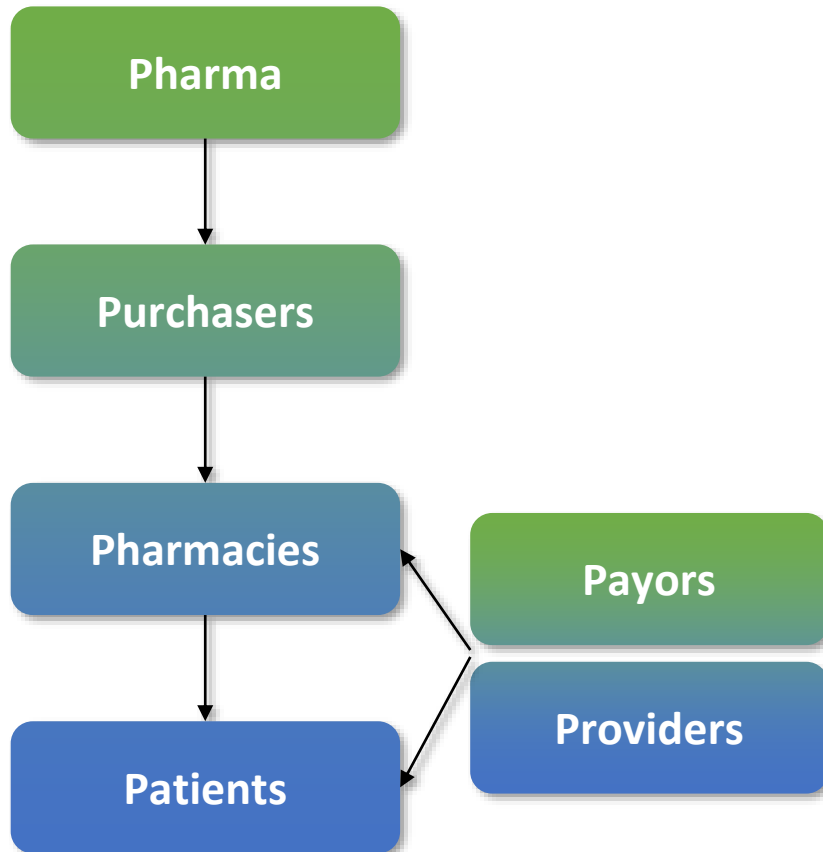 Pharma
Purchasers
Pharmacies
Payors
Providers
Patients